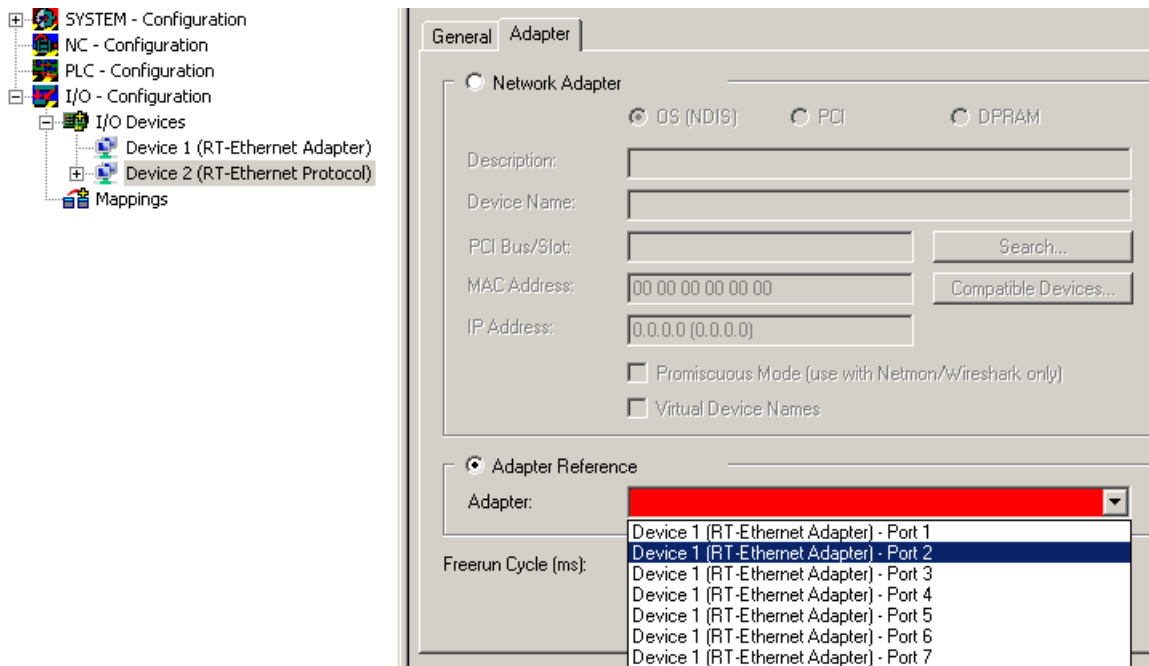 SYSTEM - Configuration
NC - Configuration
PLC - Configuration
I/O - Configuration
I/O Devices
Device 1 (RT-Ethernet Adapter)
Device 2 (RT-Ethernet Protocol)
Mappings
General Adapter
Network Adapter
OS (NDIS) PCI DPRAM
Description:
Device Name:
PCI Bus/Slot: Search...
MAC Address: 00 00 00 00 00 00 Compatible Devices...
IP Address: 0.0.0.0 (0.0.0.0)
Promiscuous Mode (use with Netmon/Wireshark only)
Virtual Device Names
Adapter Reference
Adapter:
Freerun Cycle (ms):
Device 1 (RT-Ethernet Adapter) - Port 1
Device 1 (RT-Ethernet Adapter) - Port 2
Device 1 (RT-Ethernet Adapter) - Port 3
Device 1 (RT-Ethernet Adapter) - Port 4
Device 1 (RT-Ethernet Adapter) - Port 5
Device 1 (RT-Ethernet Adapter) - Port 6
Device 1 (RT-Ethernet Adapter) - Port 7